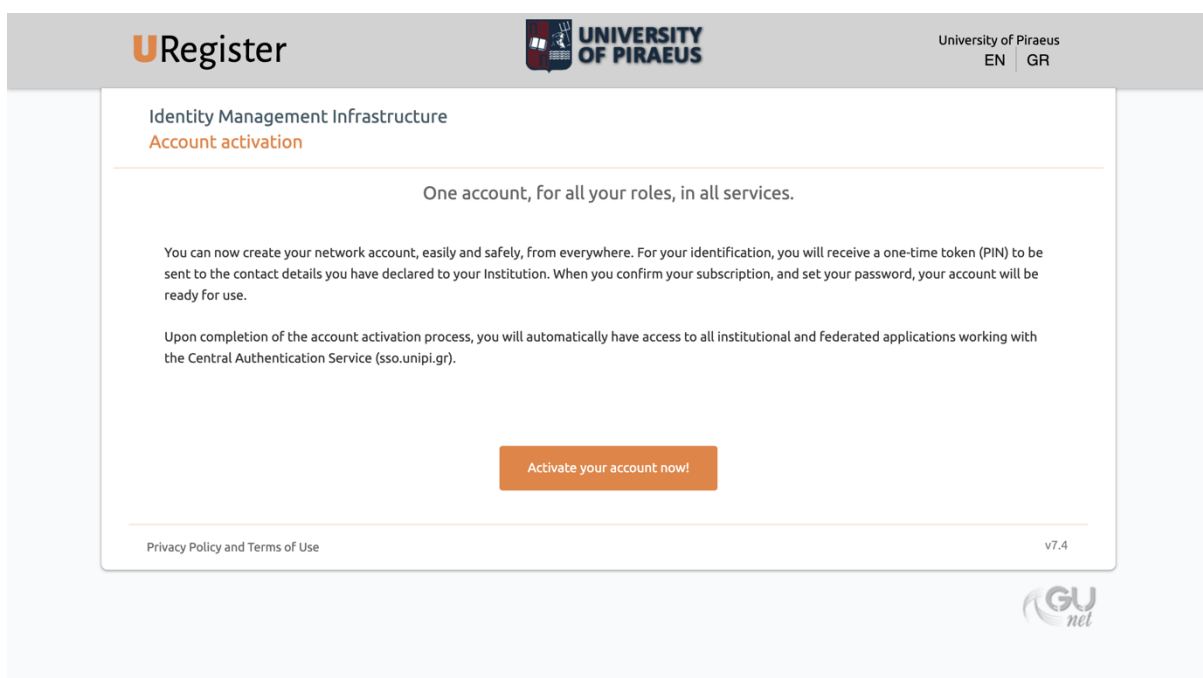 URegister
UNIVERSITY
OF PIRAEUS
University of Piraeus
EN GR
Identity Management Infrastructure
Account activation
One account, for all your roles, in all services.
You can now create your network account, easily and safely, from everywhere. For your identification, you will receive a one-time token (PIN) to be
sent to the contact details you have declared to your Institution. When you confirm your subscription, and set your password, your account will be
ready for use.
Upon completion of the account activation process, you will automatically have access to all institutional and federated applications working with
the Central Authentication Service (sso.unipi.gr).
Activate your account now!
Privacy Policy and Terms of Use
v7.4
GU
net